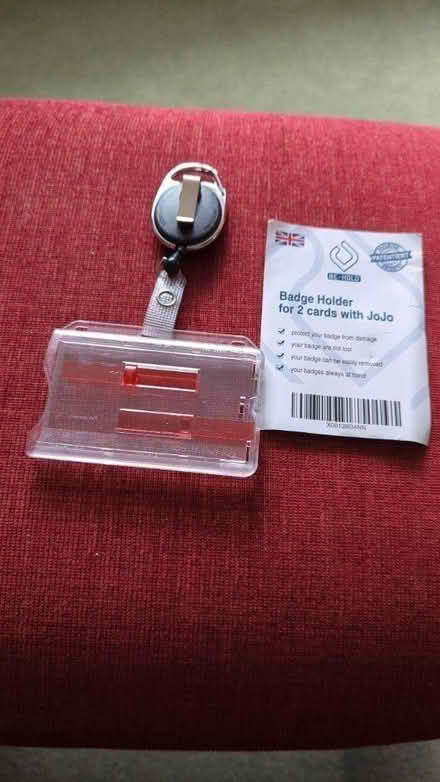 BE-HOLD
PATENTIERT
Badge Holder
for 2 cards with JoJo
protect your badge from damage
your badge are not lost
your badge can be easily removed
your badges always at hand